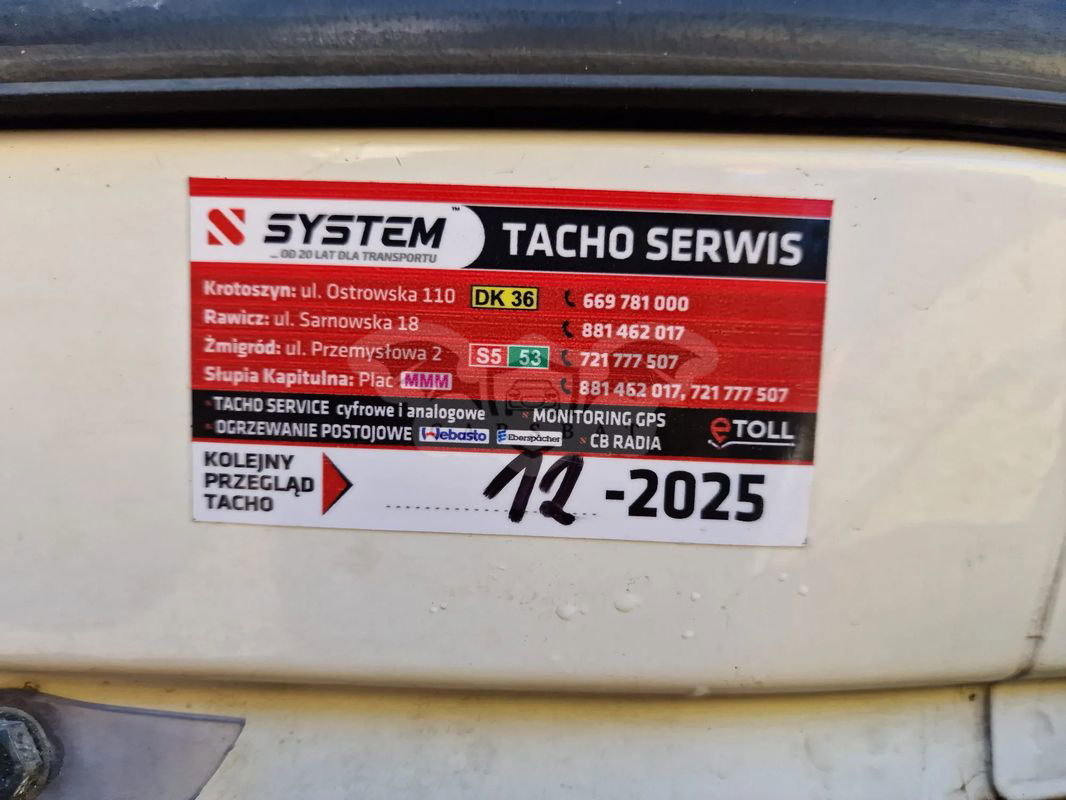 SYSTEM™
... OD 20 LAT DLA TRANSPORTU
TACHO SERWIS
Krotoszyn: ul. Ostrowska 110 DK 36 669 781 000
Rawicz: ul. Sarnowska 18 881 462 017
Żmigród: ul. Przemysłowa 2 S5 53 721 777 507
Słupia Kapitulna: Plac MMM 881 462 017, 721 777 507
TACHO SERVICE cyfrowe i analogowe MONITORING GPS
OGRZEWANIE POSTOJOWE Webasto Eberspächer CB RADIA
eTOLL
KOLEJNY
PRZEGLĄD
TACHO
12 -2025